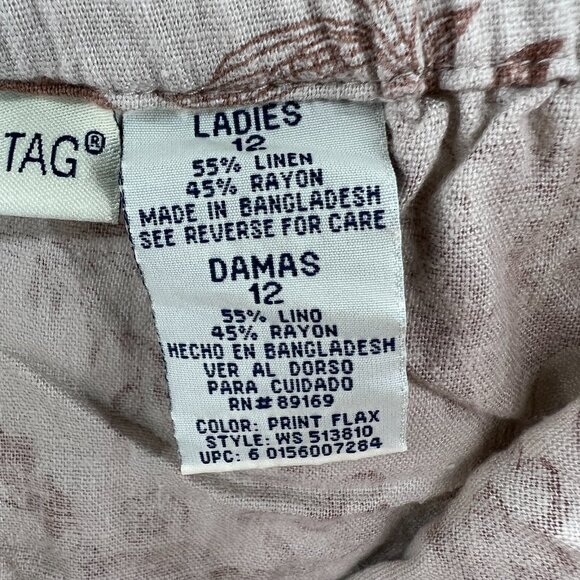 TAG®
LADIES
12
55% LINEN
45% RAYON
MADE IN BANGLADESH
SEE REVERSE FOR CARE
DAMAS
12
55% LINO
45% RAYON
HECHO EN BANGLADESH
VER AL DORSO
PARA CUIDADO
RN# 89169
COLOR: PRINT FLAX
STYLE: WS 513810
UPC: 6 0156007284